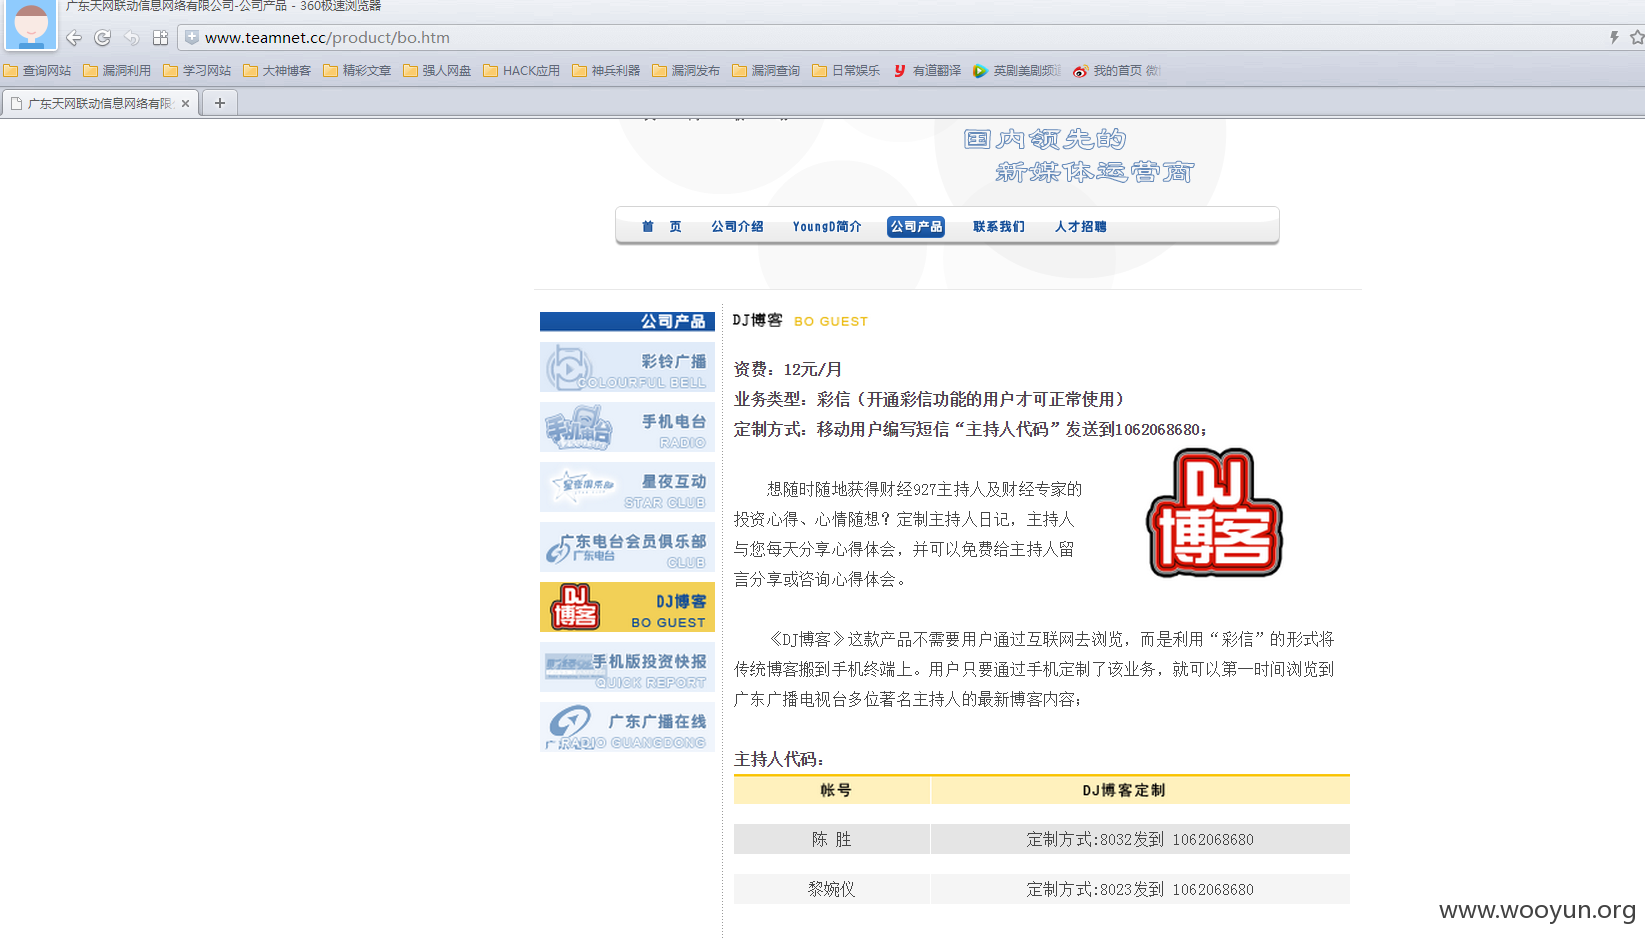 广东天网联动信息网络有限公司-公司产品 - 360极速浏览器
www.teamnet.cc/product/bo.htm
查询网站 漏洞利用 学习网站 大神博客 精彩文章 强人网盘 HACK应用 神兵利器 漏洞发布 漏洞查询 日常娱乐 有道翻译 英剧美剧频道 我的首页 微
广东天网联动信息网络有限
国内领先的
新媒体运营商
首 页 公司介绍 YoungD简介 公司产品 联系我们 人才招聘
公司产品
彩铃广播
COLOURFUL BELL
手机电台
手机电台
RADIO
星夜俱乐部
STAR CLUB
星夜互动
STAR CLUB
广东电台会员俱乐部
广东电台
CLUB
DJ博客
DJ博客
BO GUEST
手机版投资快报
QUICK REPORT
广东广播在线
RADIO GUANGDONG
DJ博客 BO GUEST
资费：12元/月
业务类型：彩信（开通彩信功能的用户才可正常使用）
定制方式：移动用户编写短信“主持人代码”发送到1062068680；
想随时随地获得财经927主持人及财经专家的
投资心得、心情随想？定制主持人日记，主持人
与您每天分享心得体会，并可以免费给主持人留
言分享或咨询心得体会。
DJ
博客
《DJ博客》这款产品不需要用户通过互联网去浏览，而是利用“彩信”的形式将
传统博客搬到手机终端上。用户只要通过手机定制了该业务，就可以第一时间浏览到
广东广播电视台多位著名主持人的最新博客内容；
主持人代码：
帐号 DJ博客定制
陈 胜 定制方式:8032发到 1062068680
黎婉仪 定制方式:8023发到 1062068680
www.wooyun.org